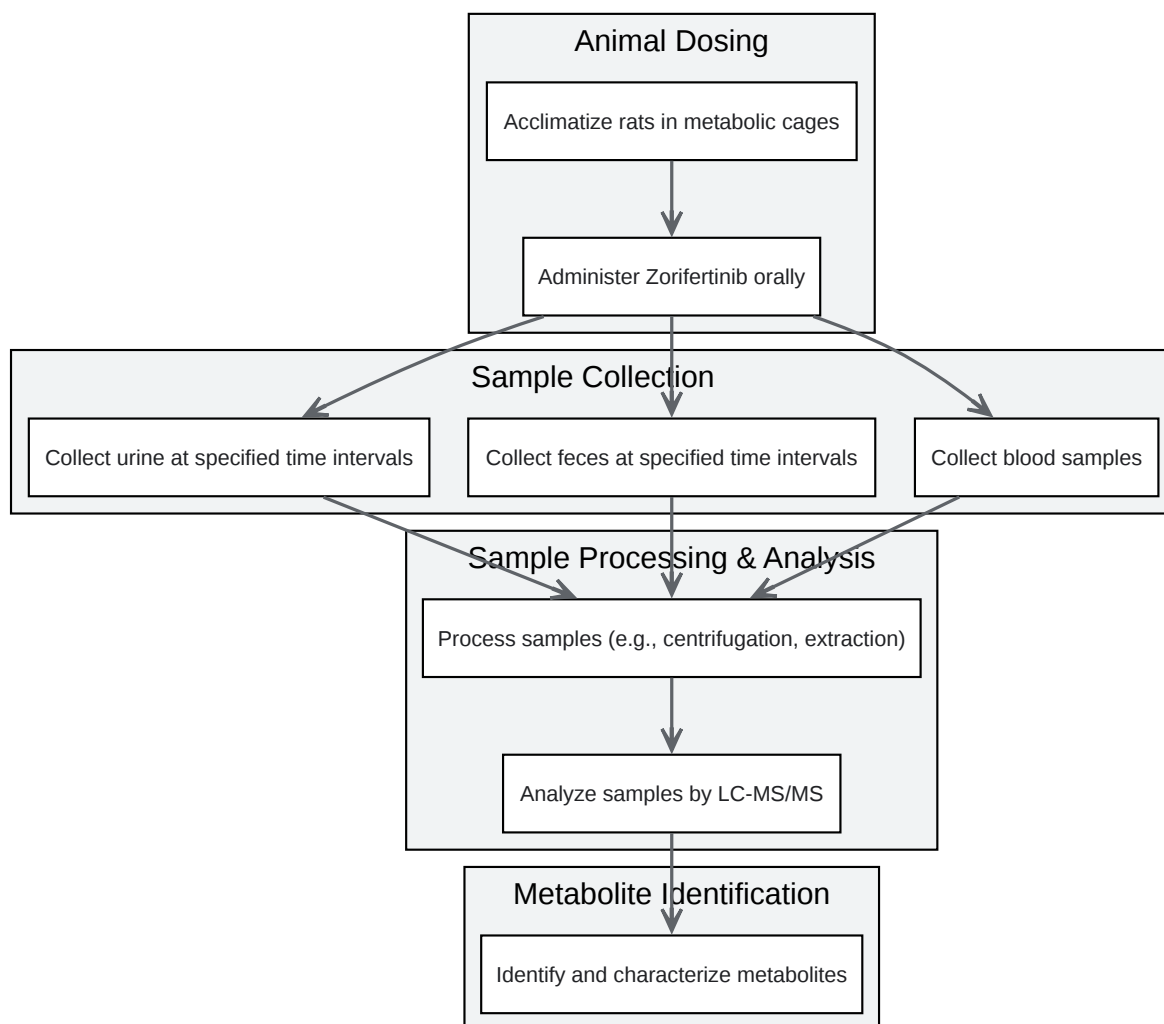 Animal Dosing
Acclimatize rats in metabolic cages
Administer Zorifertinib orally
Sample Collection
Collect urine at specified time intervals
Collect feces at specified time intervals
Collect blood samples
Sample Processing & Analysis
Process samples (e.g., centrifugation, extraction)
Analyze samples by LC-MS/MS
Metabolite Identification
Identify and characterize metabolites